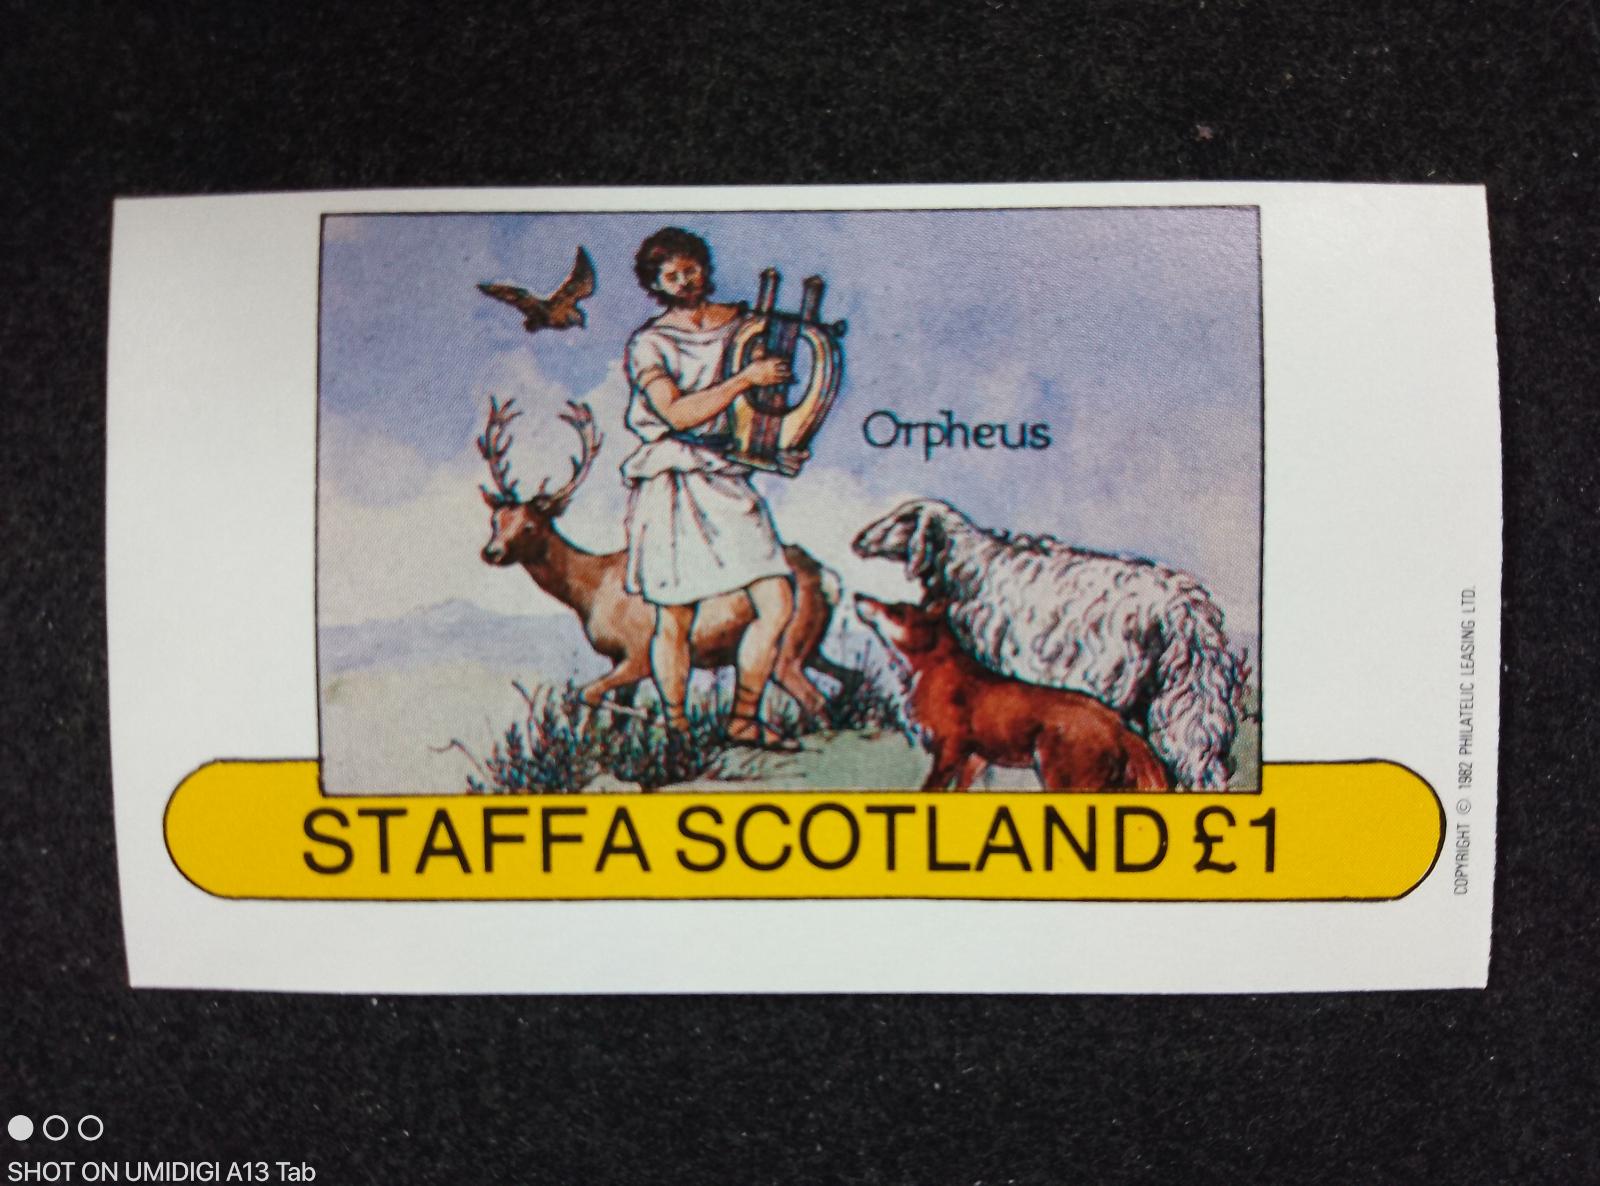 Orpheus
STAFFA SCOTLAND £1
COPYRIGHT © 1982 PHILATELIC LEASING LTD.
SHOT ON UMIDIGI A13 Tab